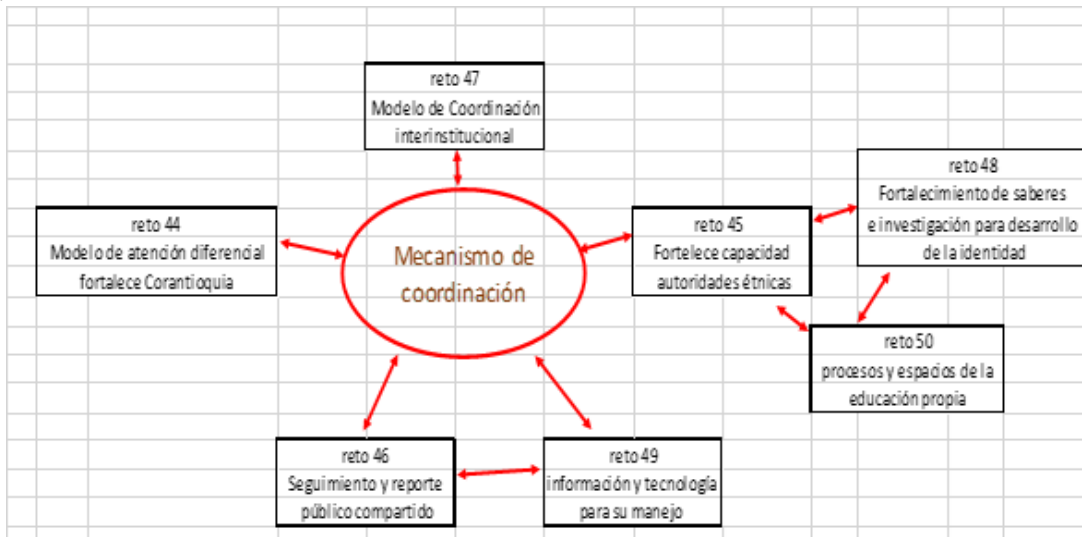 reto 47
Modelo de Coordinación
interinstitucional
reto 44
Modelo de atención diferencial
fortalece Corantioquia
Mecanismo de
coordinación
reto 45
Fortelece capacidad
autoridades étnicas
reto 48
Fortalecimiento de saberes
e investigación para desarrollo
de la identidad
reto 50
procesos y espacios de la
educación propia
reto 46
Seguimiento y reporte
público compartido
reto 49
información y tecnología
para su manejo